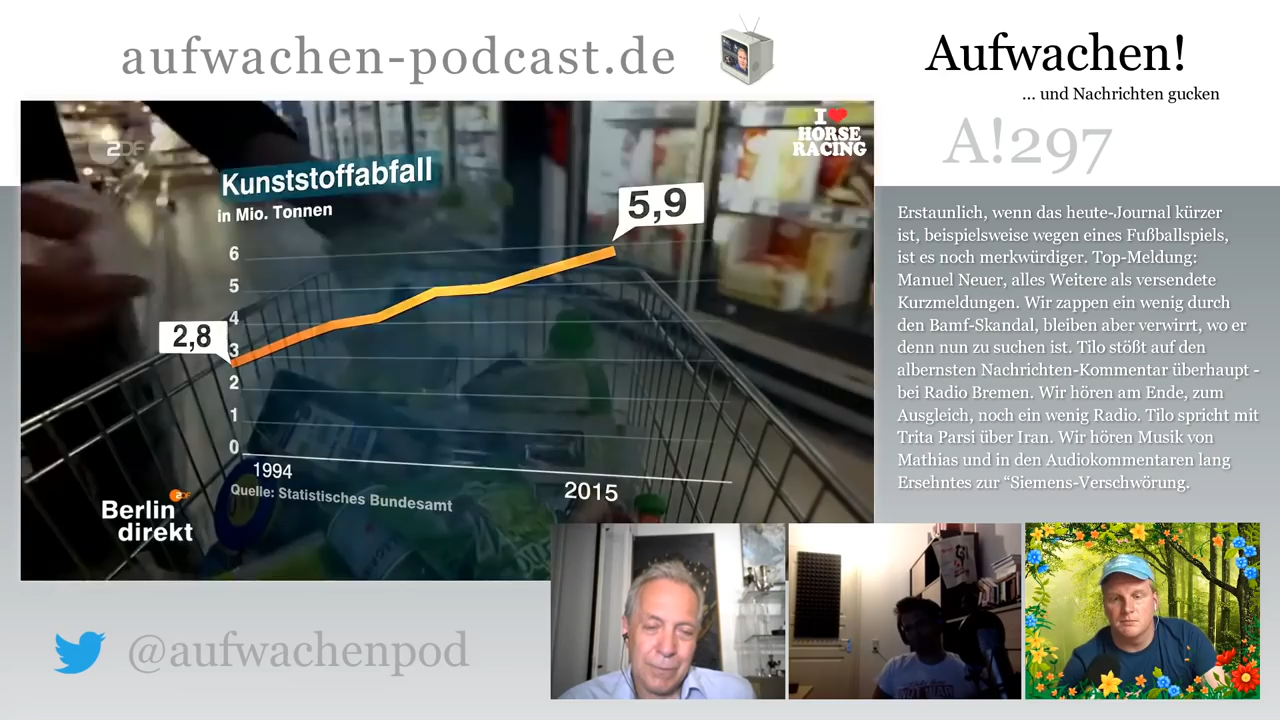 aufwachen-podcast.de
Aufwachen!
... und Nachrichten gucken
A!297
ZDF
I ❤
HORSE
RACING
Kunststoffabfall
in Mio. Tonnen
5,9
6
5
4
2,8
3
2
1
0
1994
2015
Quelle: Statistisches Bundesamt
ZDF
Berlin
direkt
Erstaunlich, wenn das heute-Journal kürzer
ist, beispielsweise wegen eines Fußballspiels,
ist es noch merkwürdiger. Top-Meldung:
Manuel Neuer, alles Weitere als versendete
Kurzmeldungen. Wir zappen ein wenig durch
den Bamf-Skandal, bleiben aber verwirrt, wo er
denn nun zu suchen ist. Tilo stößt auf den
albernsten Nachrichten-Kommentar überhaupt -
bei Radio Bremen. Wir hören am Ende, zum
Ausgleich, noch ein wenig Radio. Tilo spricht mit
Trita Parsi über Iran. Wir hören Musik von
Mathias und in den Audiokommentaren lang
Ersehntes zur “Siemens-Verschwörung.
@aufwachenpod